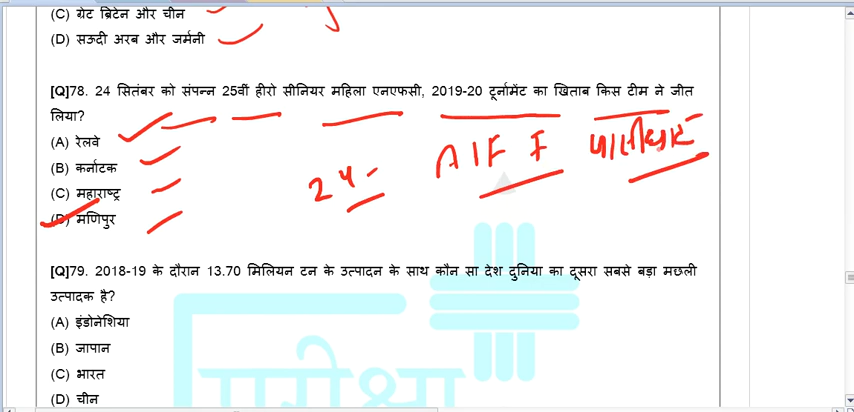 (C) ग्रेट ब्रिटेन और चीन
(D) सऊदी अरब और जर्मनी
[Q]78. 24 सितंबर को संपन्न 25वीं हीरो सीनियर महिला एनएफसी, 2019-20 टूर्नामेंट का खिताब किस टीम ने जीत
लिया?
(A) रेलवे
(B) कर्नाटक
(C) महाराष्ट्र
(D) मणिपुर
24 AIFF पालीघाट
[Q]79. 2018-19 के दौरान 13.70 मिलियन टन के उत्पादन के साथ कौन सा देश दुनिया का दूसरा सबसे बड़ा मछली
उत्पादक है?
(A) इंडोनेशिया
(B) जापान
(C) भारत
(D) चीन
परीक्षा